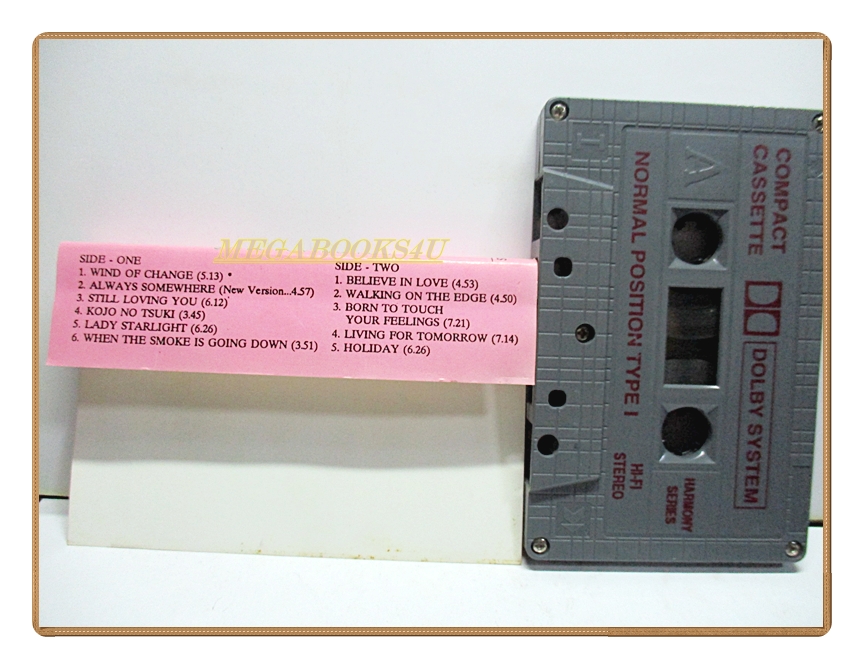 MEGABOOKS4U
SIDE - ONE
1. WIND OF CHANGE (5.13) *
2. ALWAYS SOMEWHERE (New Version...4.57)
3. STILL LOVING YOU (6.12)
4. KOJO NO TSUKI (3.45)
5. LADY STARLIGHT (6.26)
6. WHEN THE SMOKE IS GOING DOWN (3.51)
SIDE - TWO
1. BELIEVE IN LOVE (4.53)
2. WALKING ON THE EDGE (4.50)
3. BORN TO TOUCH
YOUR FEELINGS (7.21)
4. LIVING FOR TOMORROW (7.14)
5. HOLIDAY (6.26)
COMPACT
CASSETTE
DOLBY SYSTEM
A
NORMAL POSITION TYPE I
HARMONY
SERIES
HI-FI
STEREO